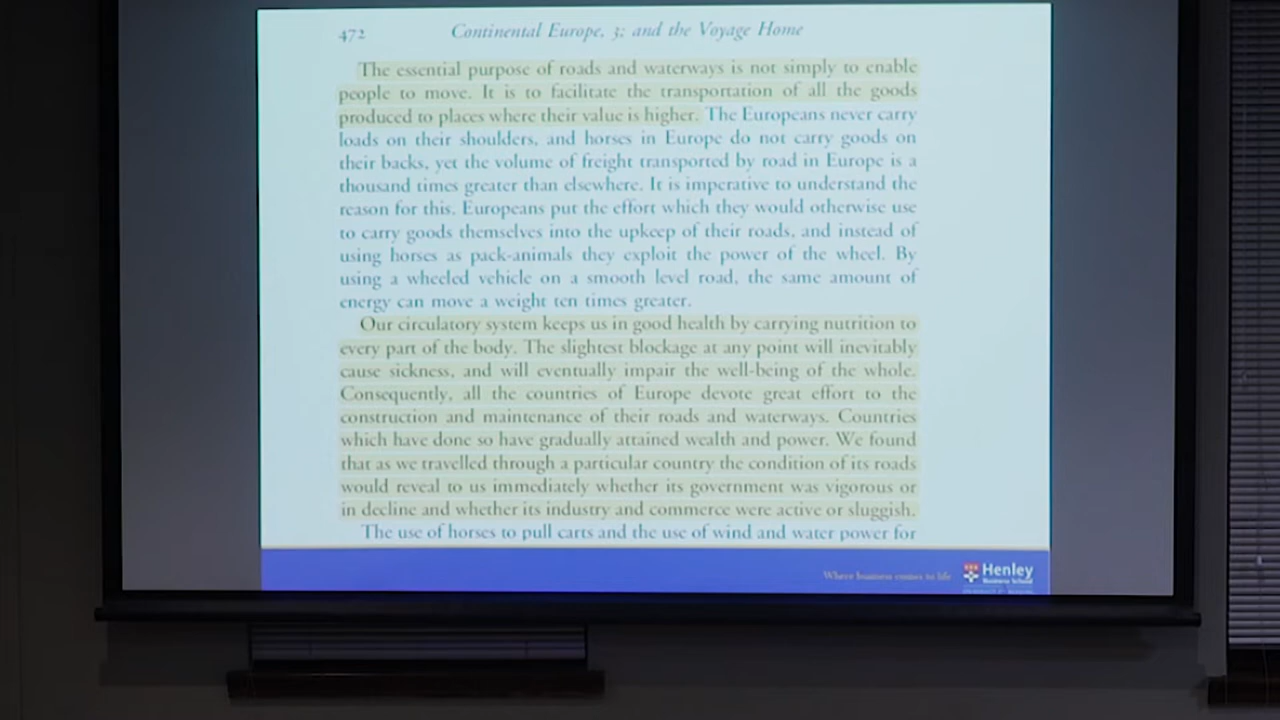 472 Continental Europe, 3; and the Voyage Home
The essential purpose of roads and waterways is not simply to enable
people to move. It is to facilitate the transportation of all the goods
produced to places where their value is higher. The Europeans never carry
loads on their shoulders, and horses in Europe do not carry goods on
their backs, yet the volume of freight transported by road in Europe is a
thousand times greater than elsewhere. It is imperative to understand the
reason for this. Europeans put the effort which they would otherwise use
to carry goods themselves into the upkeep of their roads, and instead of
using horses as pack-animals they exploit the power of the wheel. By
using a wheeled vehicle on a smooth level road, the same amount of
energy can move a weight ten times greater.
Our circulatory system keeps us in good health by carrying nutrition to
every part of the body. The slightest blockage at any point will inevitably
cause sickness, and will eventually impair the well-being of the whole.
Consequently, all the countries of Europe devote great effort to the
construction and maintenance of their roads and waterways. Countries
which have done so have gradually attained wealth and power. We found
that as we travelled through a particular country the condition of its roads
would reveal to us immediately whether its government was vigorous or
in decline and whether its industry and commerce were active or sluggish.
The use of horses to pull carts and the use of wind and water power for
Where business comes to life
Henley
Business School